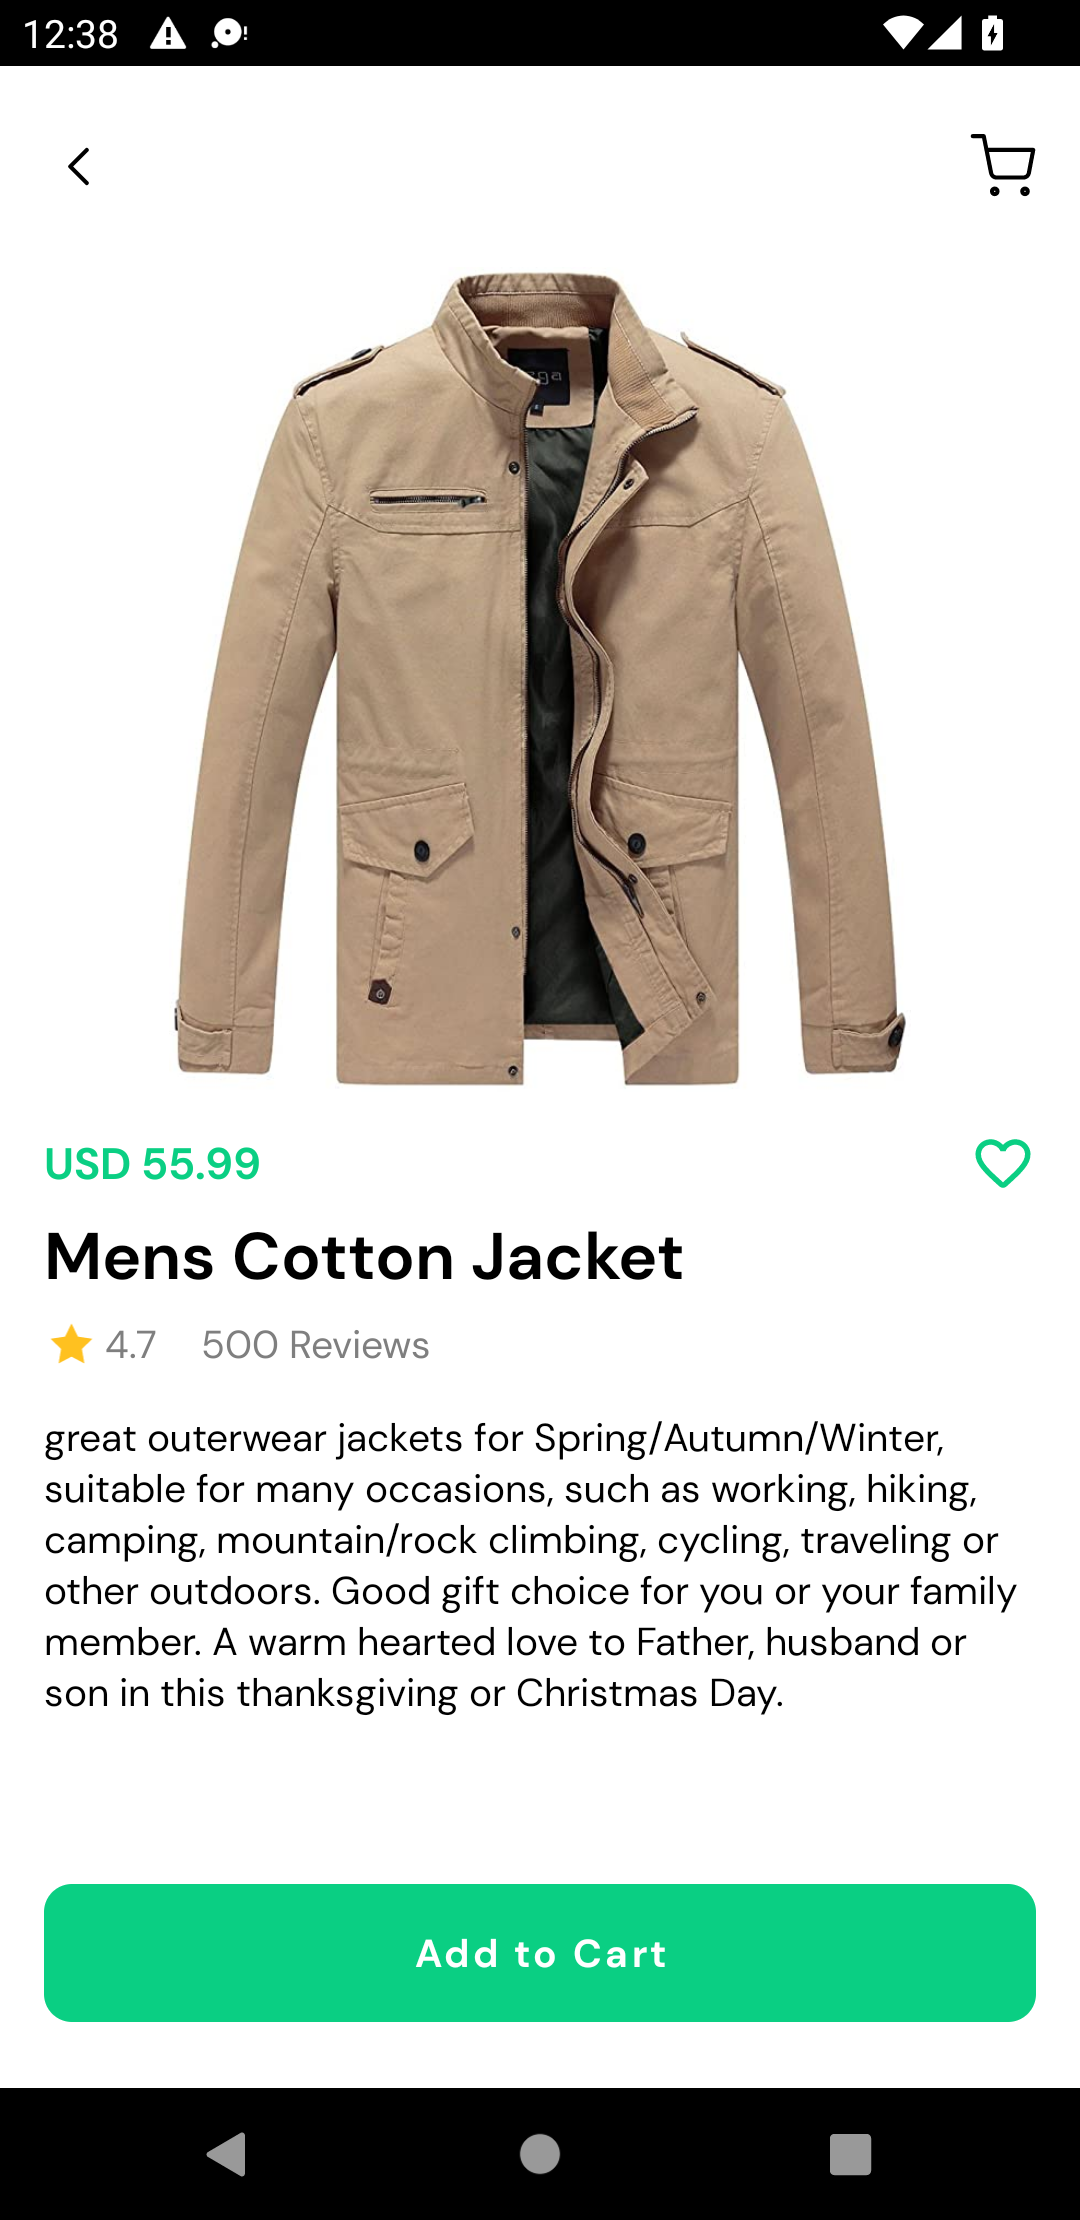 12:38
USD 55.99
Mens Cotton Jacket
4.7 500 Reviews
great outerwear jackets for Spring/Autumn/Winter,
suitable for many occasions, such as working, hiking,
camping, mountain/rock climbing, cycling, traveling or
other outdoors. Good gift choice for you or your family
member. A warm hearted love to Father, husband or
son in this thanksgiving or Christmas Day.
Add to Cart